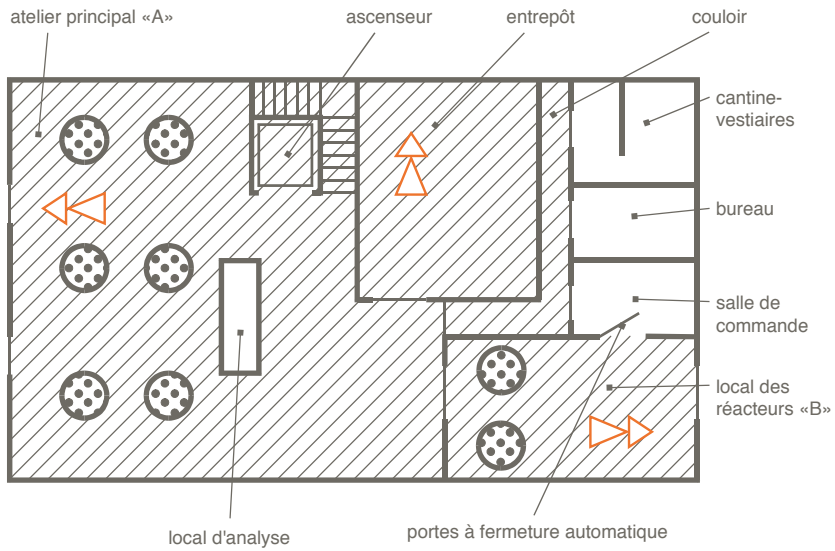 atelier principal «A»
ascenseur
entrepôt
couloir
cantine-
vestiaires
bureau
salle de
commande
local des
réacteurs «B»
portes à fermeture automatique
local d'analyse